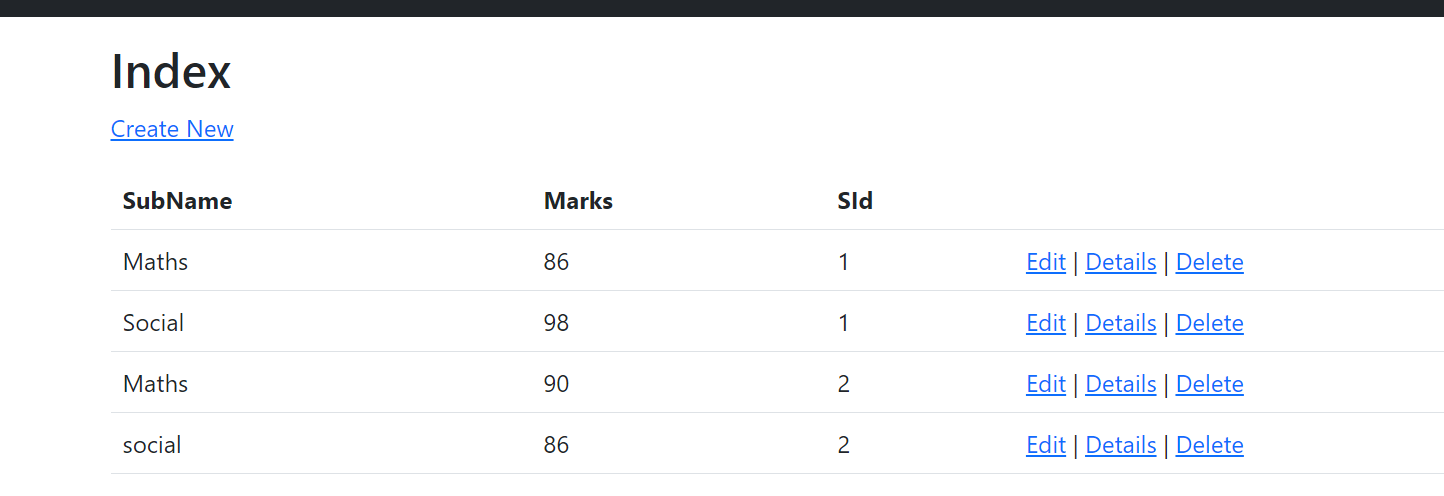 Index
Create New
SubName Marks SId
Maths 86 1 Edit | Details | Delete
Social 98 1 Edit | Details | Delete
Maths 90 2 Edit | Details | Delete
social 86 2 Edit | Details | Delete